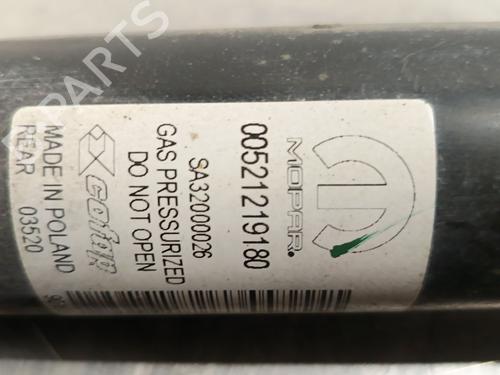 MOPAR.
00521219180
SA32000026
GAS PRESSURIZED
DO NOT OPEN
cofap
MADE IN POLAND
REAR 03520
B-PARTS